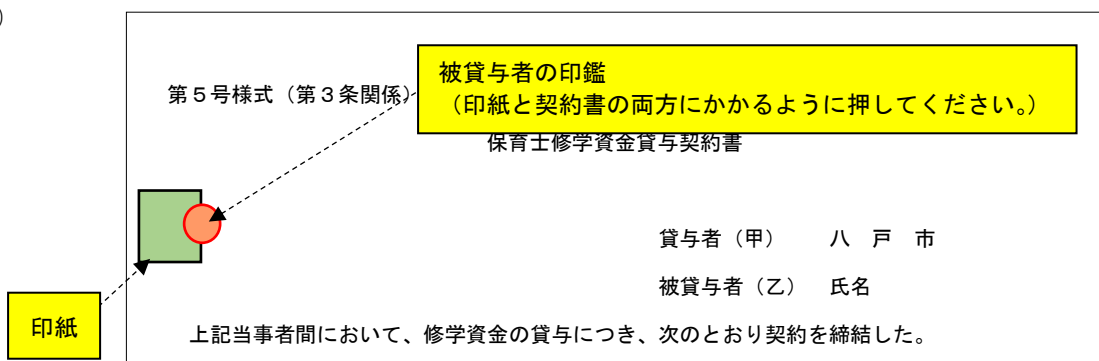 ）
被貸与者の印鑑
（印紙と契約書の両方にかかるように押してください。）
第５号様式（第３条関係）
保育士修学資金貸与契約書
貸与者（甲）　八　戸　市
被貸与者（乙）　氏名
印紙
上記当事者間において、修学資金の貸与につき、次のとおり契約を締結した。